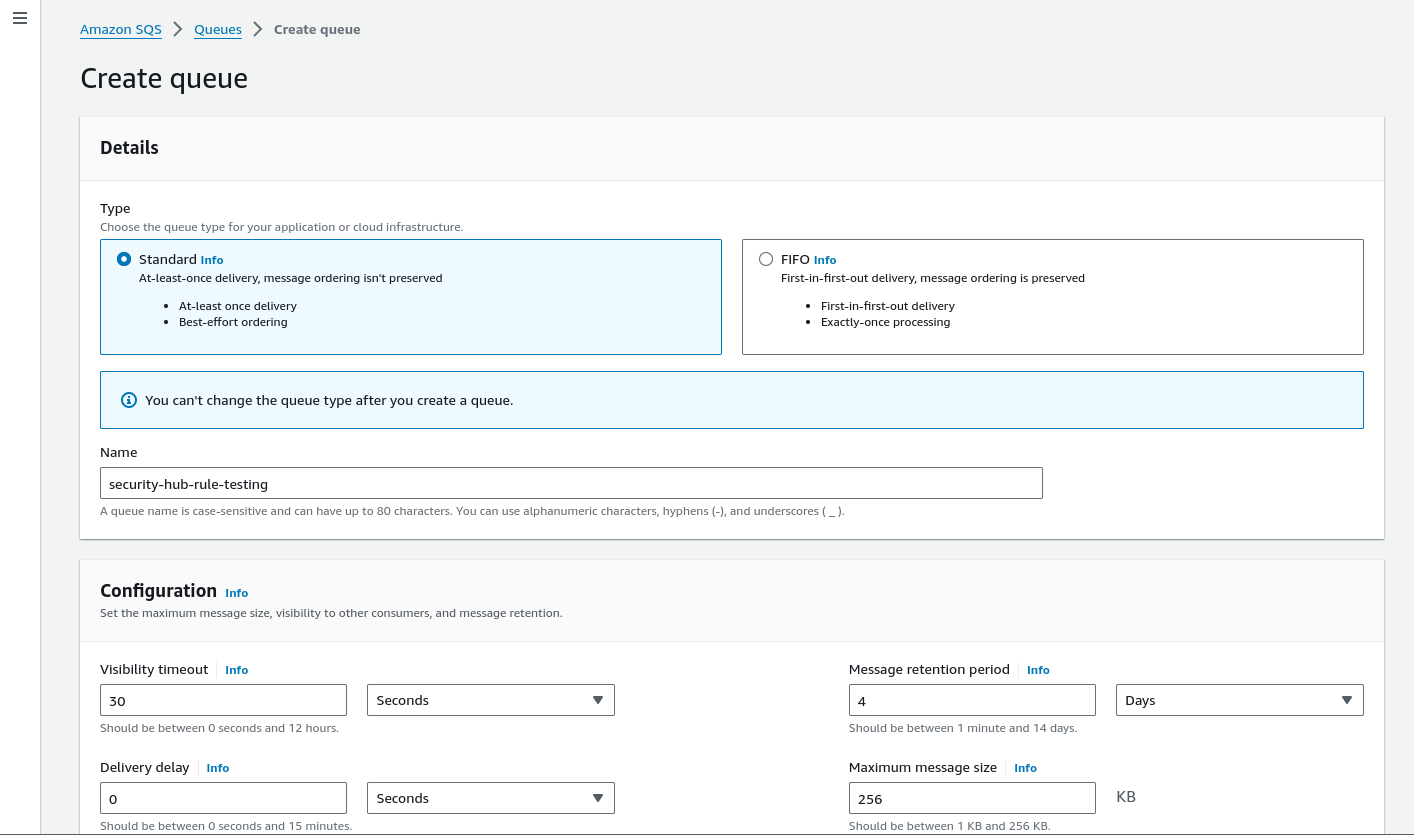 Amazon SQS > Queues > Create queue
Create queue
Details
Type
Choose the queue type for your application or cloud infrastructure.
Standard Info
At-least-once delivery, message ordering isn't preserved
• At-least once delivery
• Best-effort ordering
FIFO Info
First-in-first-out delivery, message ordering is preserved
• First-in-first-out delivery
• Exactly-once processing
You can't change the queue type after you create a queue.
Name
security-hub-rule-testing
A queue name is case-sensitive and can have up to 80 characters. You can use alphanumeric characters, hyphens (-), and underscores ( _ ).
Configuration Info
Set the maximum message size, visibility to other consumers, and message retention.
Visibility timeout Info
30 Seconds
Should be between 0 seconds and 12 hours.
Message retention period Info
4 Days
Should be between 1 minute and 14 days.
Delivery delay Info
0 Seconds
Should be between 0 seconds and 15 minutes.
Maximum message size Info
256 KB
Should be between 1 KB and 256 KB.